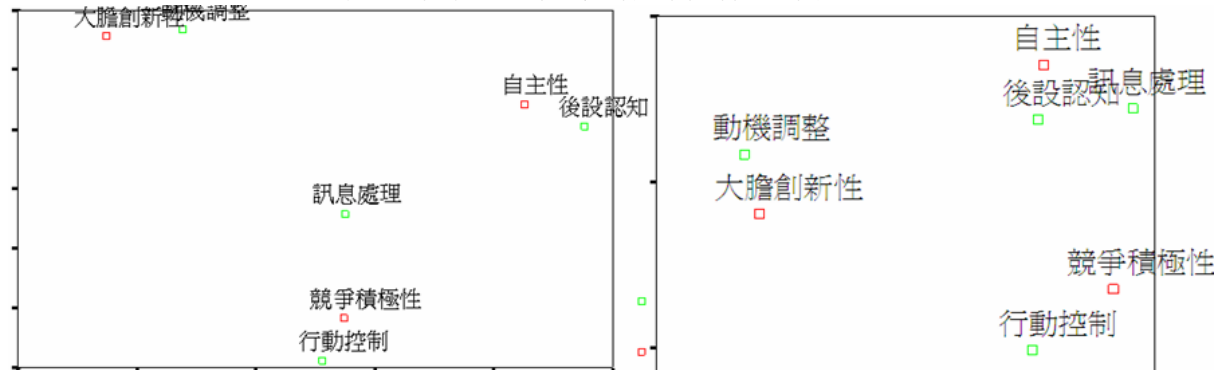 大膽創新性
動機調整
自主性
後設認知
訊息處理
競爭積極性
行動控制
自主性
訊息處理
後設認知
動機調整
大膽創新性
競爭積極性
行動控制